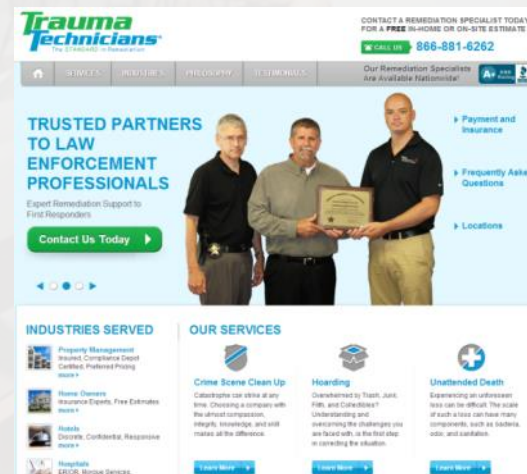 Trauma
Technicians
The STANDARD in Remediation
CONTACT A REMEDIATION SPECIALIST TODAY
FOR A FREE IN-HOME OR ON-SITE ESTIMATE
CALL US
866-881-6262
SERVICES
INDUSTRIES
PHILOSOPHY
TESTIMONIALS
Our Remediation Specialists
Are Available Nationwide!
A+
TRUSTED PARTNERS
TO LAW
ENFORCEMENT
PROFESSIONALS
Expert Remediation Support to
First Responders
Contact Us Today
Payment and
Insurance
Frequently Aske
Questions
Locations
INDUSTRIES SERVED
Property Management
Insured, Compliance Depot
Certified, Preferred Pricing
more
Home Owners
Insurance Experts, Free Estimates
more
Hotels
Discrete, Confidential, Responsive
more
Hospitals
OUR SERVICES
Crime Scene Clean Up
Catastrophe can strike at any
time. Choosing a company with
the utmost compassion,
integrity, knowledge, and skill
makes all the difference.
Learn More
Hoarding
Overwhelmed by Trash, Junk,
Filth, and Collectibles?
Understanding and
overcoming the challenges you
are faced with, is the first step
in correcting the situation.
Learn More
Unattended Death
Experiencing an unforeseen
loss can be difficult. The scale
of such a loss can have many
components, such as bacteria,
odor, and sanitation.
Learn More